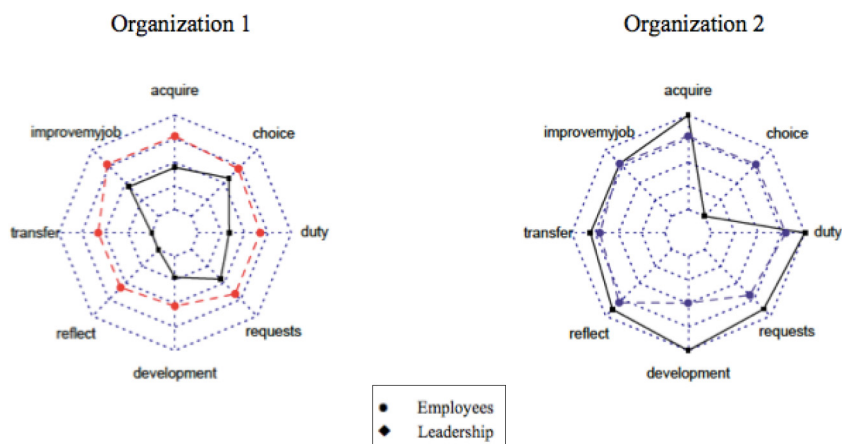 Organization 1
acquire
improvemyjob
choice
transfer
duty
reflect
requests
development
Organization 2
acquire
improvemyjob
choice
transfer
duty
reflect
requests
development
Employees
Leadership